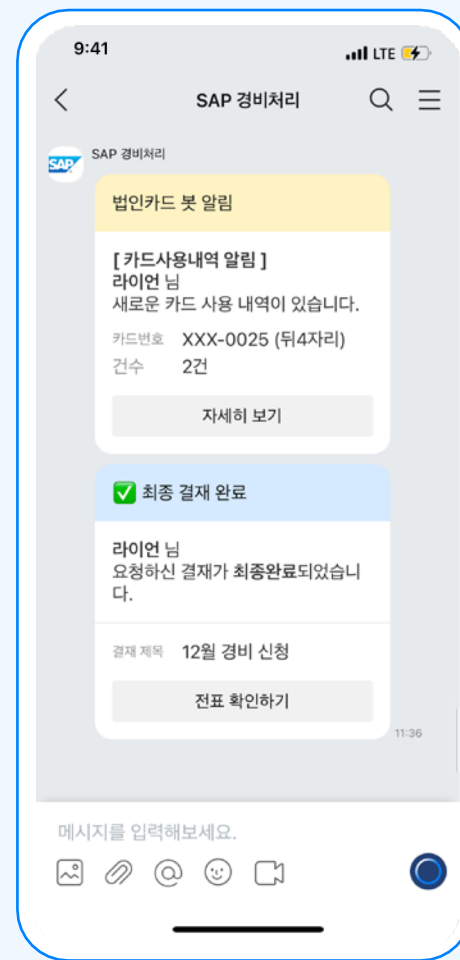 9:41
LTE
SAP 경비처리
SAP
SAP 경비처리
법인카드 봇 알림
[ 카드사용내역 알림 ]
라이언 님
새로운 카드 사용 내역이 있습니다.
카드번호 XXX-0025 (뒤4자리)
건수 2건
자세히 보기
✅ 최종 결재 완료
라이언 님
요청하신 결재가 최종완료되었습니
다.
결재 제목 12월 경비 신청
전표 확인하기
11:36
메시지를 입력해보세요.